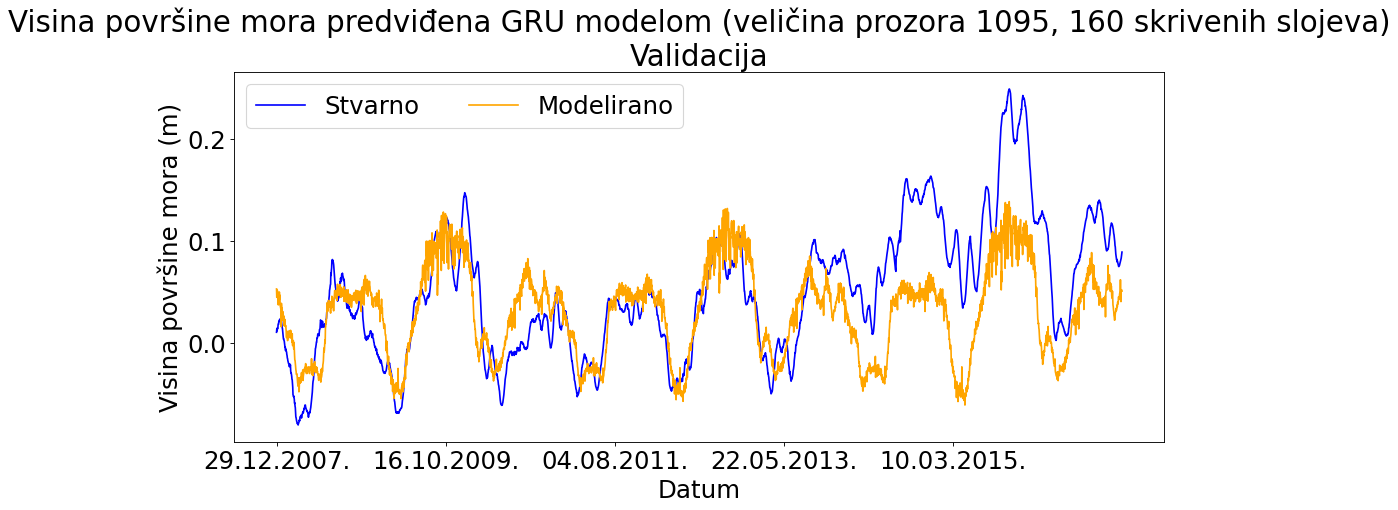 Visina površine mora predviđena GRU modelom (veličina prozora 1095, 160 skrivenih slojeva)
Validacija
Stvarno
Modelirano
Visina površine mora (m)
0.2
0.1
0.0
29.12.2007.
16.10.2009.
04.08.2011.
22.05.2013.
10.03.2015.
Datum